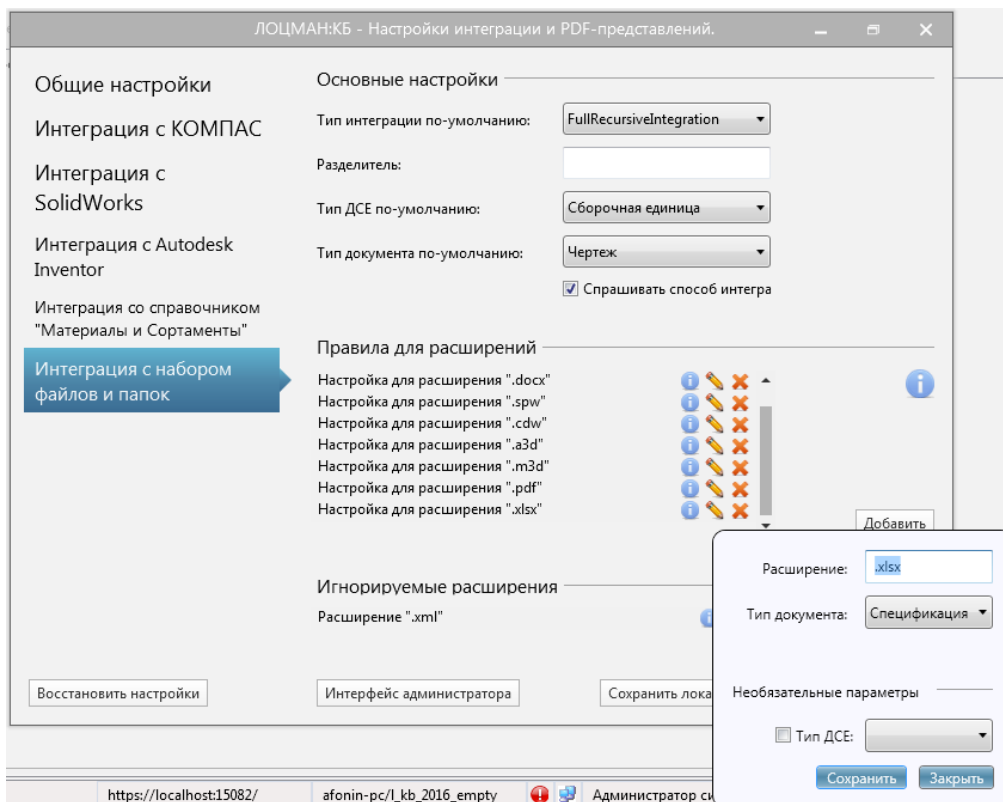 ЛОЦМАН:КБ - Настройки интеграции и PDF-представлений.
Общие настройки
Интеграция с КОМПАС
Интеграция с
SolidWorks
Интеграция с Autodesk
Inventor
Интеграция со справочником
"Материалы и Сортаменты"
Интеграция с набором
файлов и папок
Основные настройки
Тип интеграции по-умолчанию:
FullRecursiveIntegration
Разделитель:
Тип ДСЕ по-умолчанию:
Сборочная единица
Тип документа по-умолчанию:
Чертеж
Спрашивать способ интегра
Правила для расширений
Настройка для расширения ".docx"
Настройка для расширения ".spw"
Настройка для расширения ".cdw"
Настройка для расширения ".a3d"
Настройка для расширения ".m3d"
Настройка для расширения ".pdf"
Настройка для расширения ".xlsx"
Добавить
Игнорируемые расширения
Расширение ".xml"
Восстановить настройки
Интерфейс администратора
Сохранить лока
Расширение:
.xlsx
Тип документа:
Спецификация
Необязательные параметры
Тип ДСЕ:
Сохранить
Закрыть
https://localhost:15082/
afonin-pc/l_kb_2016_empty
Администратор си